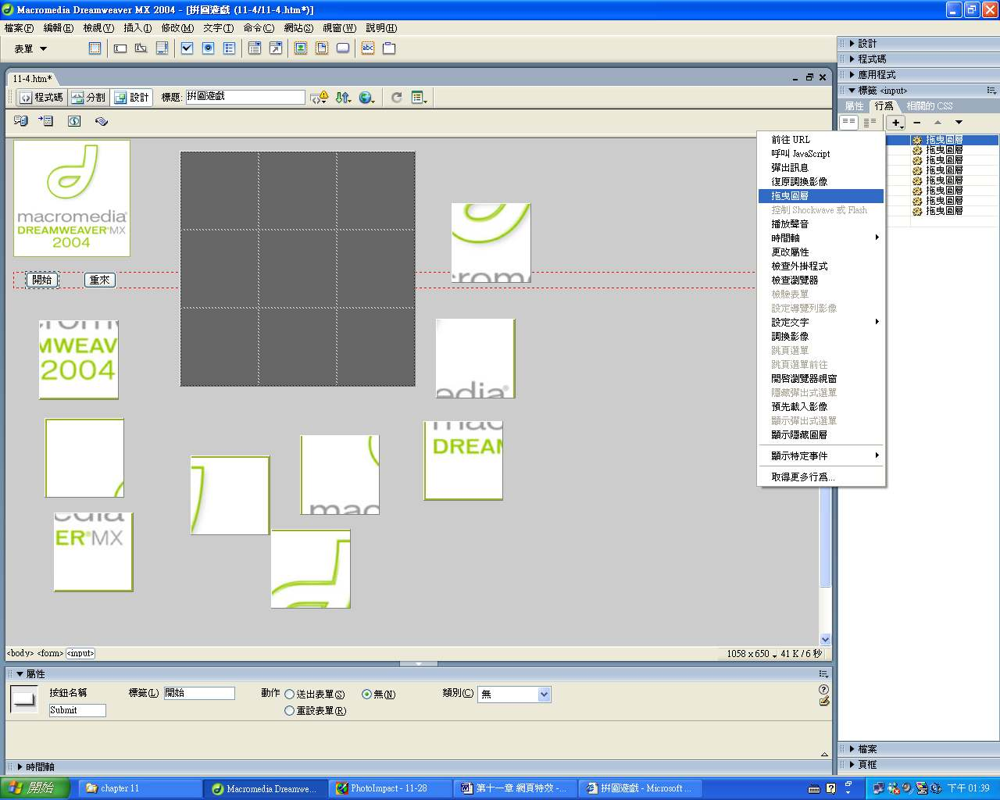 Macromedia Dreamweaver MX 2004 - [拼圖遊戲 (11-4/11-4.htm*)]
檔案(F) 編輯(E) 檢視(V) 插入(I) 修改(M) 文字(T) 命令(C) 網站(S) 視窗(W) 說明(H)
表單
abc
11-4.htm*
程式碼 分割 設計 標題: 拼圖遊戲
macromedia®
DREAMWEAVER®MX
2004
開始 重來
MWEAV
2004
edia®
DREAM
mac
edia
ER®MX
rom
設計
程式碼
應用程式
標籤 <input>
屬性 行為 相關的 CSS
拖曳圖層
拖曳圖層
拖曳圖層
拖曳圖層
拖曳圖層
拖曳圖層
拖曳圖層
拖曳圖層
前往 URL
呼叫 JavaScript
彈出訊息
復原調換影像
拖曳圖層
控制 Shockwave 或 Flash
播放聲音
時間軸
更改屬性
檢查外掛程式
檢查瀏覽器
檢驗表單
設定導覽列影像
設定文字
調換影像
跳頁選單
跳頁選單前往
開啟瀏覽器視窗
隱藏彈出式選單
預先載入影像
顯示彈出式選單
顯示隱藏圖層
顯示特定事件
取得更多行為...
<body> <form> <input>
1058 x 650 41 K / 6 秒
屬性
按鈕名稱 標籤(L) 開始 動作 送出表單(S) 無(N) 類別(C) 無
Submit 重設表單(R)
時間軸
檔案
頁框
開始 chapter 11 Macromedia Dreamwe... PhotoImpact - 11-28 第十一章 網頁特效 -... 拼圖遊戲 - Microsoft ... 下午 01:39